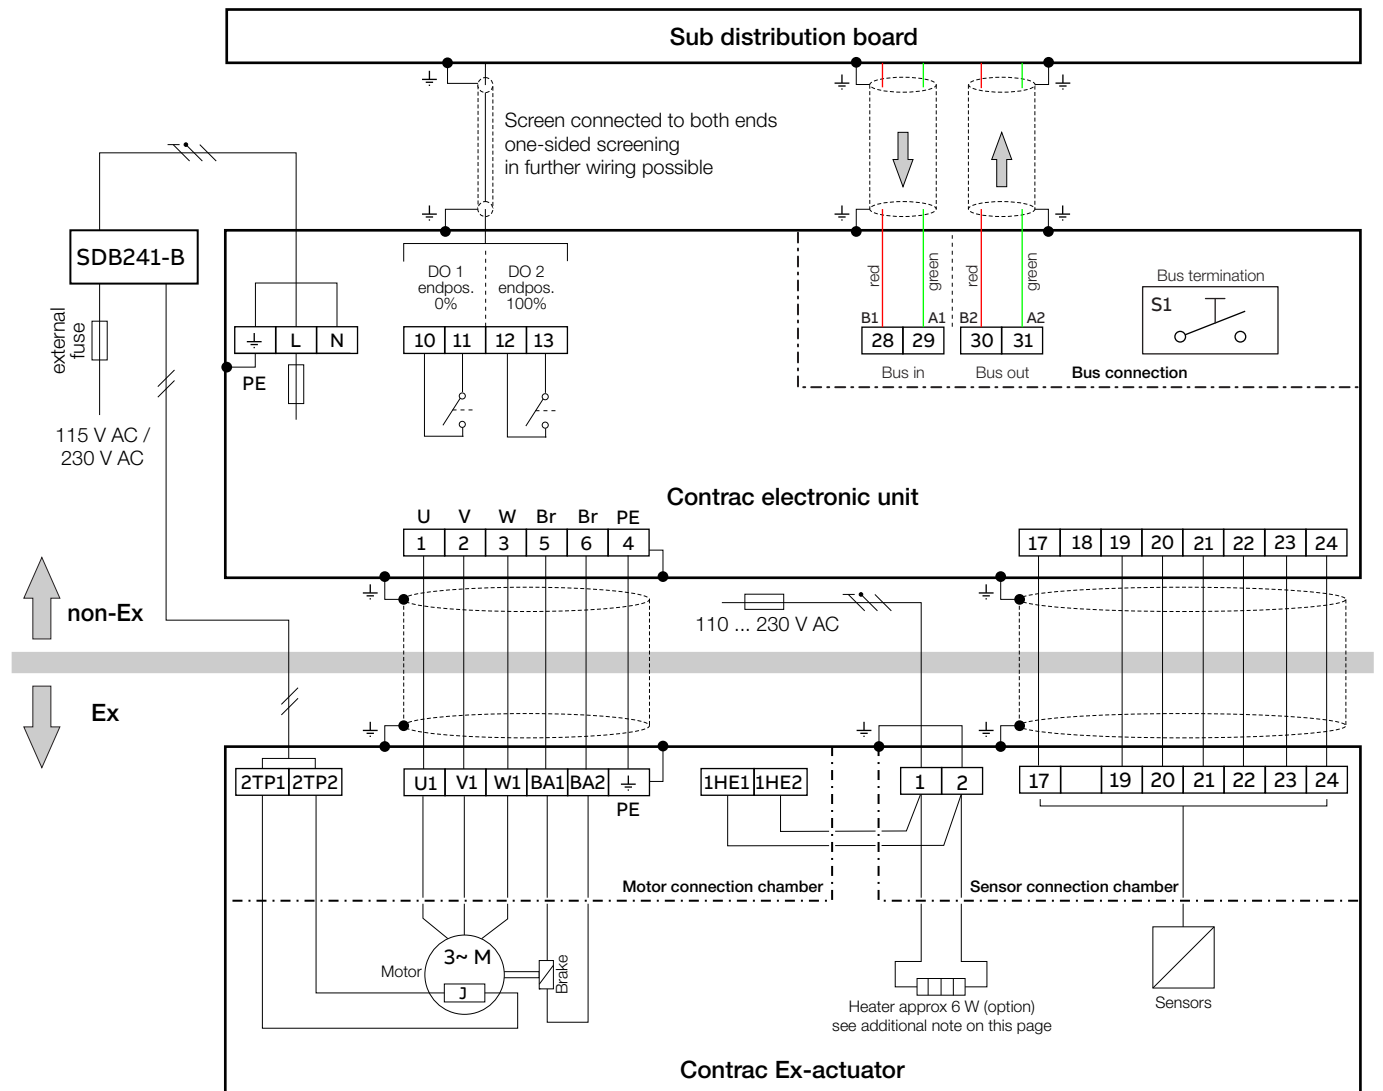 Sub distribution board
Screen connected to both ends
one-sided screening
in further wiring possible
SDB241-B
external
fuse
115 V AC /
230 V AC
L N
PE
DO 1
endpos.
0%
DO 2
endpos.
100%
10 11 12 13
red green red green
B1 A1 B2 A2
28 29 30 31
Bus in Bus out
Bus connection
Bus termination
S1
Contrac electronic unit
U V W Br Br PE
1 2 3 5 6 4
17 18 19 20 21 22 23 24
non-Ex
110 ... 230 V AC
Ex
2TP1 2TP2
U1 V1 W1 BA1 BA2
PE
1HE1 1HE2
1 2
17 19 20 21 22 23 24
Motor connection chamber
Sensor connection chamber
Motor
3~ M
J
Brake
Heater approx 6 W (option)
see additional note on this page
Sensors
Contrac Ex-actuator